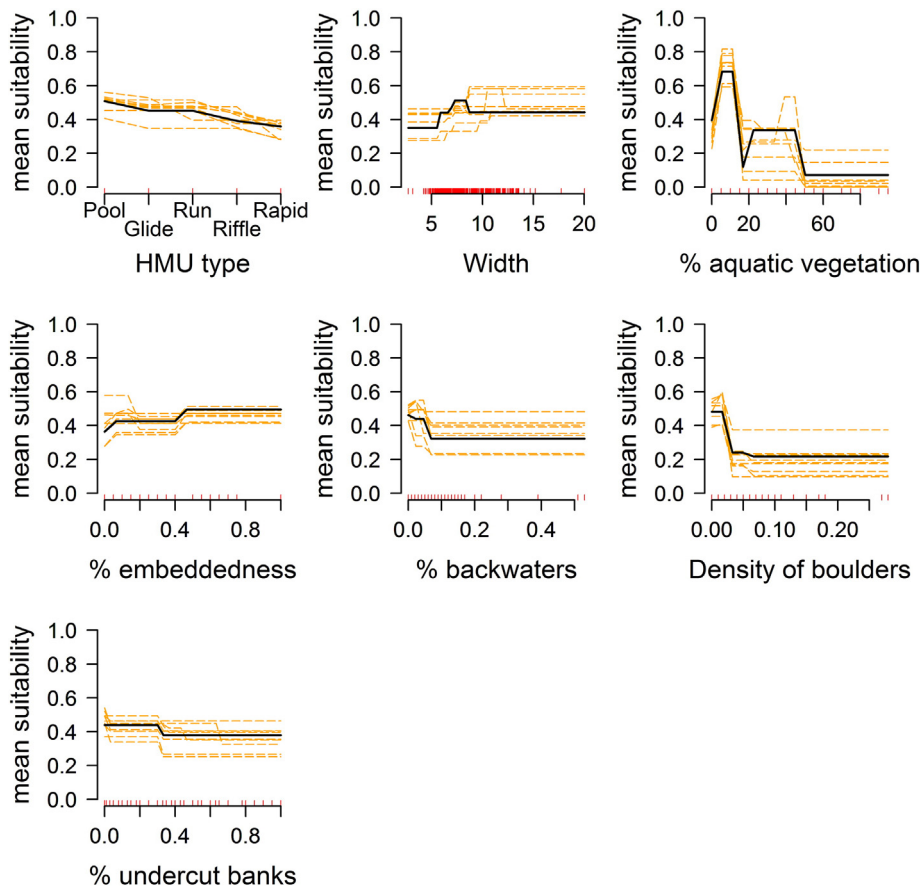 mean suitability
1.0
0.8
0.6
0.4
0.2
0.0
Pool Run Rapid
Glide Riffle
HMU type
mean suitability
1.0
0.8
0.6
0.4
0.2
0.0
5 10 15 20
Width
mean suitability
1.0
0.8
0.6
0.4
0.2
0.0
0 20 60
% aquatic vegetation
mean suitability
1.0
0.8
0.6
0.4
0.2
0.0
0.0 0.4 0.8
% embeddedness
mean suitability
1.0
0.8
0.6
0.4
0.2
0.0
0.0 0.2 0.4
% backwaters
mean suitability
1.0
0.8
0.6
0.4
0.2
0.0
0.00 0.10 0.20
Density of boulders
mean suitability
1.0
0.8
0.6
0.4
0.2
0.0
0.0 0.4 0.8
% undercut banks